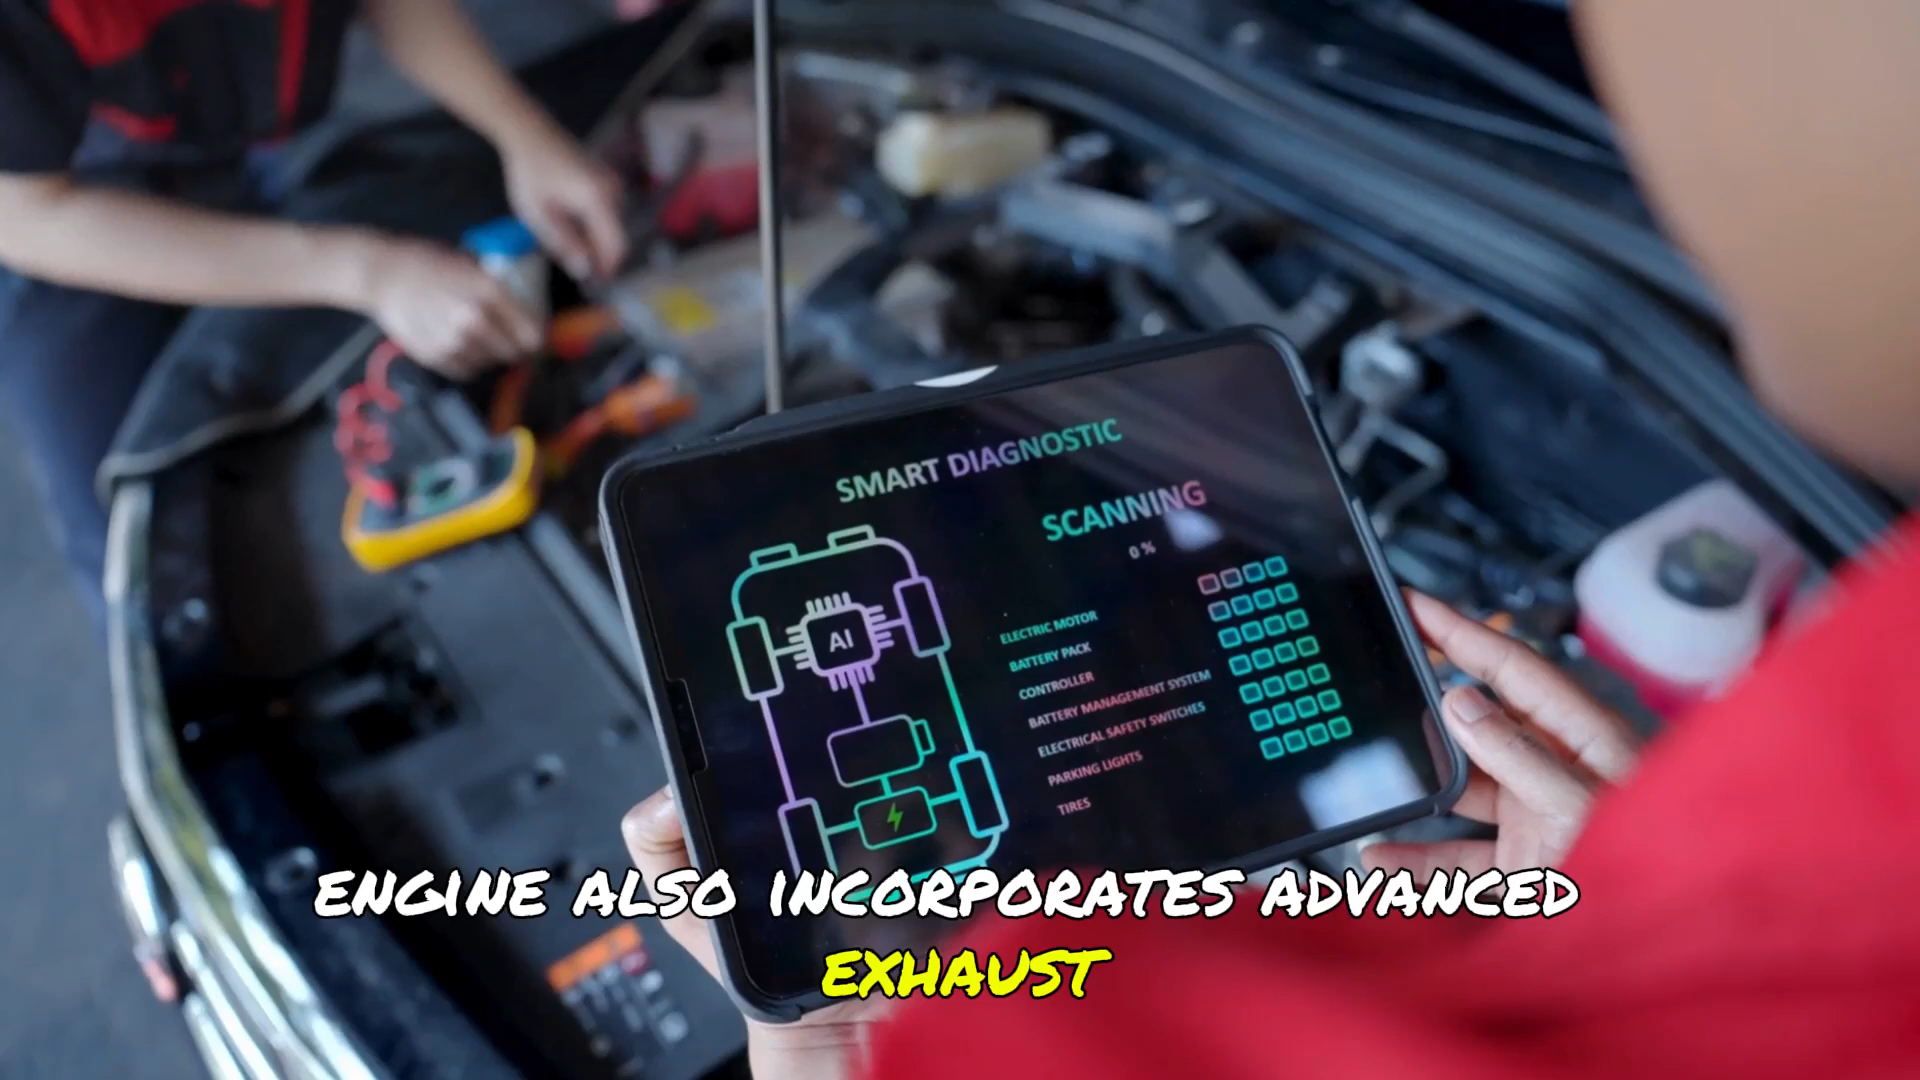 SMART DIAGNOSTIC
SCANNING
0 %
AI
ELECTRIC MOTOR
BATTERY PACK
CONTROLLER
BATTERY MANAGEMENT SYSTEM
ELECTRICAL SAFETY SWITCHES
PARKING LIGHTS
TIRES
ENGINE ALSO INCORPORATES ADVANCED
EXHAUST